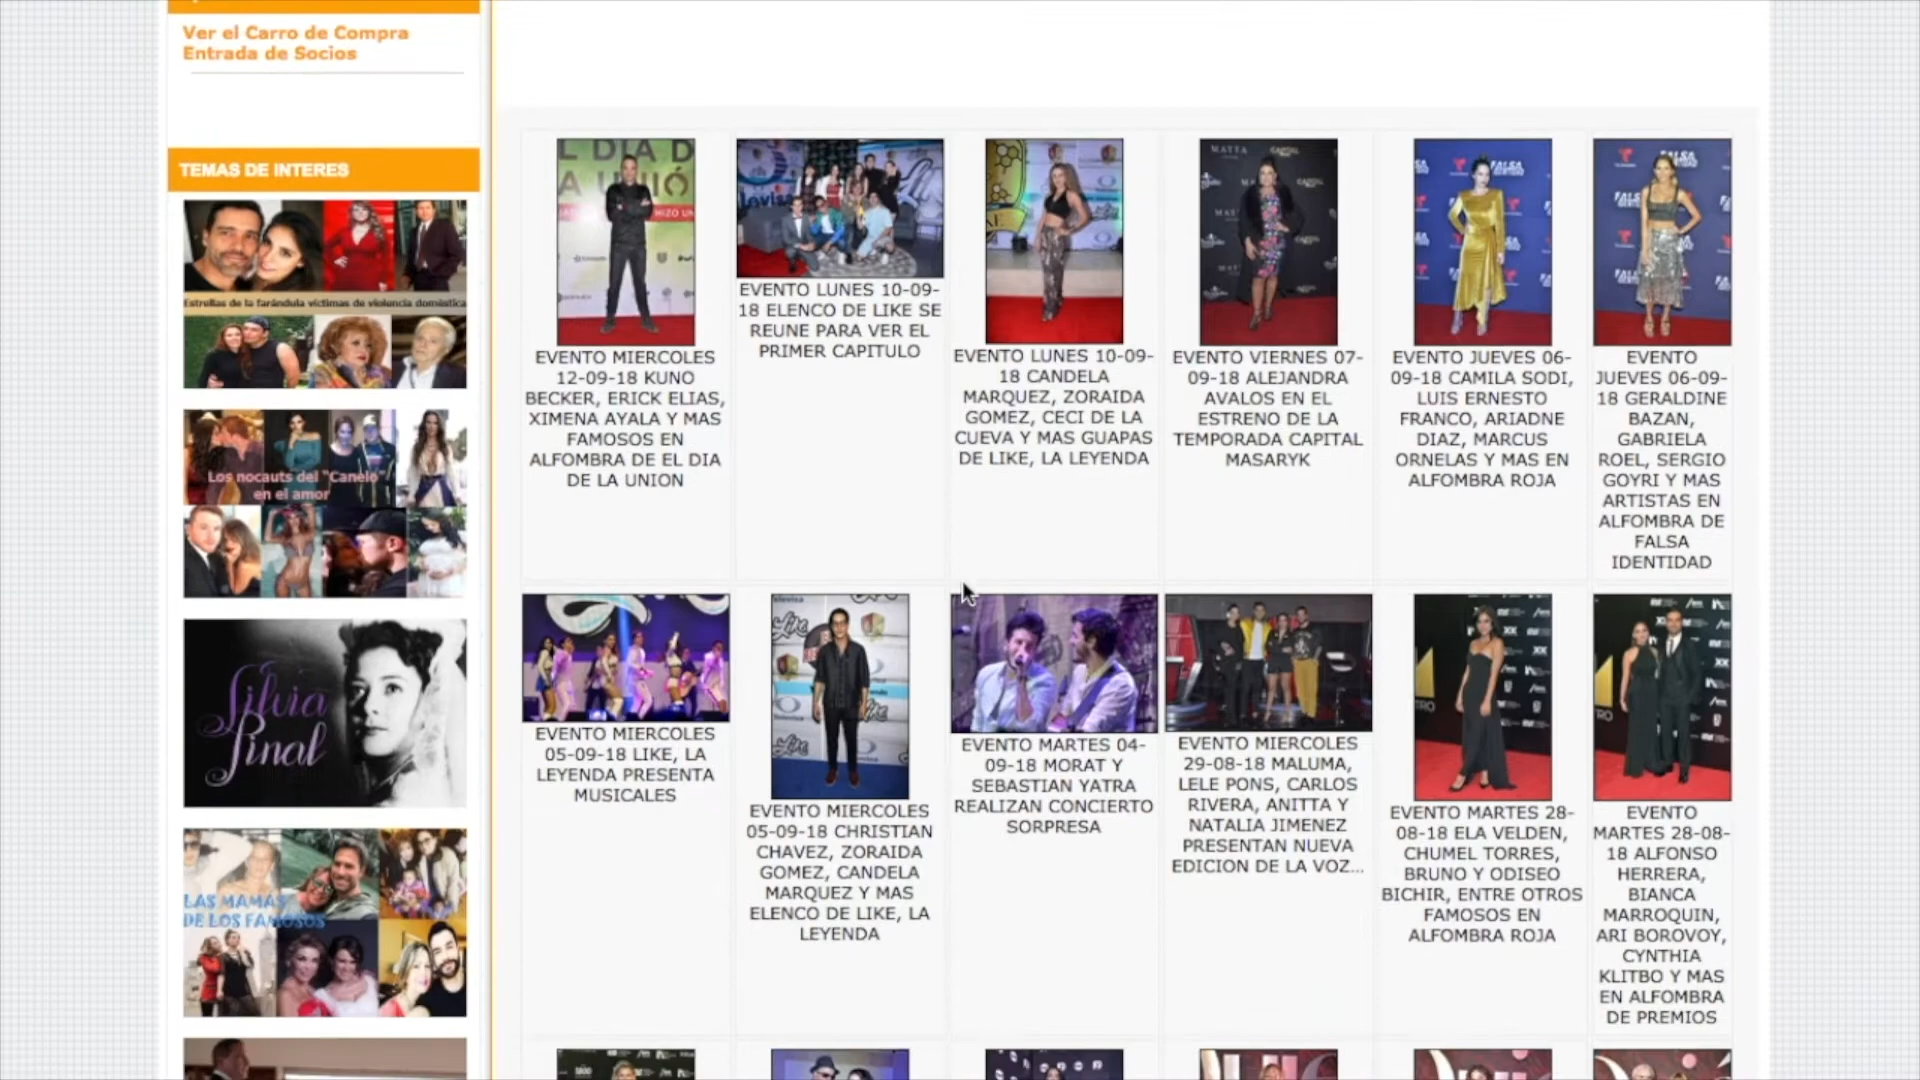 Ver el Carro de Compra
Entrada de Socios
TEMAS DE INTERES
Estrellas de la farándula víctimas de violencia doméstica
Los nocauts del "Canelo"
en el amor
Silvia
Pinal
LAS MAMAS
DE LOS FAMOSOS
EVENTO MIERCOLES
12-09-18 KUNO
BECKER, ERICK ELIAS,
XIMENA AYALA Y MAS
FAMOSOS EN
ALFOMBRA DE EL DIA
DE LA UNION
EVENTO LUNES 10-09-
18 ELENCO DE LIKE SE
REUNE PARA VER EL
PRIMER CAPITULO
EVENTO LUNES 10-09-
18 CANDELA
MARQUEZ, ZORAIDA
GOMEZ, CECI DE LA
CUEVA Y MAS GUAPAS
DE LIKE, LA LEYENDA
EVENTO VIERNES 07-
09-18 ALEJANDRA
AVALOS EN EL
ESTRENO DE LA
TEMPORADA CAPITAL
MASARYK
EVENTO JUEVES 06-
09-18 CAMILA SODI,
LUIS ERNESTO
FRANCO, ARIADNE
DIAZ, MARCUS
ORNELAS Y MAS EN
ALFOMBRA ROJA
EVENTO
JUEVES 06-09-
18 GERALDINE
BAZAN,
GABRIELA
ROEL, SERGIO
GOYRI Y MAS
ARTISTAS EN
ALFOMBRA DE
FALSA
IDENTIDAD
EVENTO MIERCOLES
05-09-18 LIKE, LA
LEYENDA PRESENTA
MUSICALES
EVENTO MIERCOLES
05-09-18 CHRISTIAN
CHAVEZ, ZORAIDA
GOMEZ, CANDELA
MARQUEZ Y MAS
ELENCO DE LIKE, LA
LEYENDA
EVENTO MARTES 04-
09-18 MORAT Y
SEBASTIAN YATRA
REALIZAN CONCIERTO
SORPRESA
EVENTO MIERCOLES
29-08-18 MALUMA,
LELE PONS, CARLOS
RIVERA, ANITTA Y
NATALIA JIMENEZ
PRESENTAN NUEVA
EDICION DE LA VOZ...
EVENTO MARTES 28-
08-18 ELA VELDEN,
CHUMEL TORRES,
BRUNO Y ODISEO
BICHIR, ENTRE OTROS
FAMOSOS EN
ALFOMBRA ROJA
EVENTO
MARTES 28-08-
18 ALFONSO
HERRERA,
BIANCA
MARROQUIN,
ARI BOROVOY,
CYNTHIA
KLITBO Y MAS
EN ALFOMBRA
DE PREMIOS